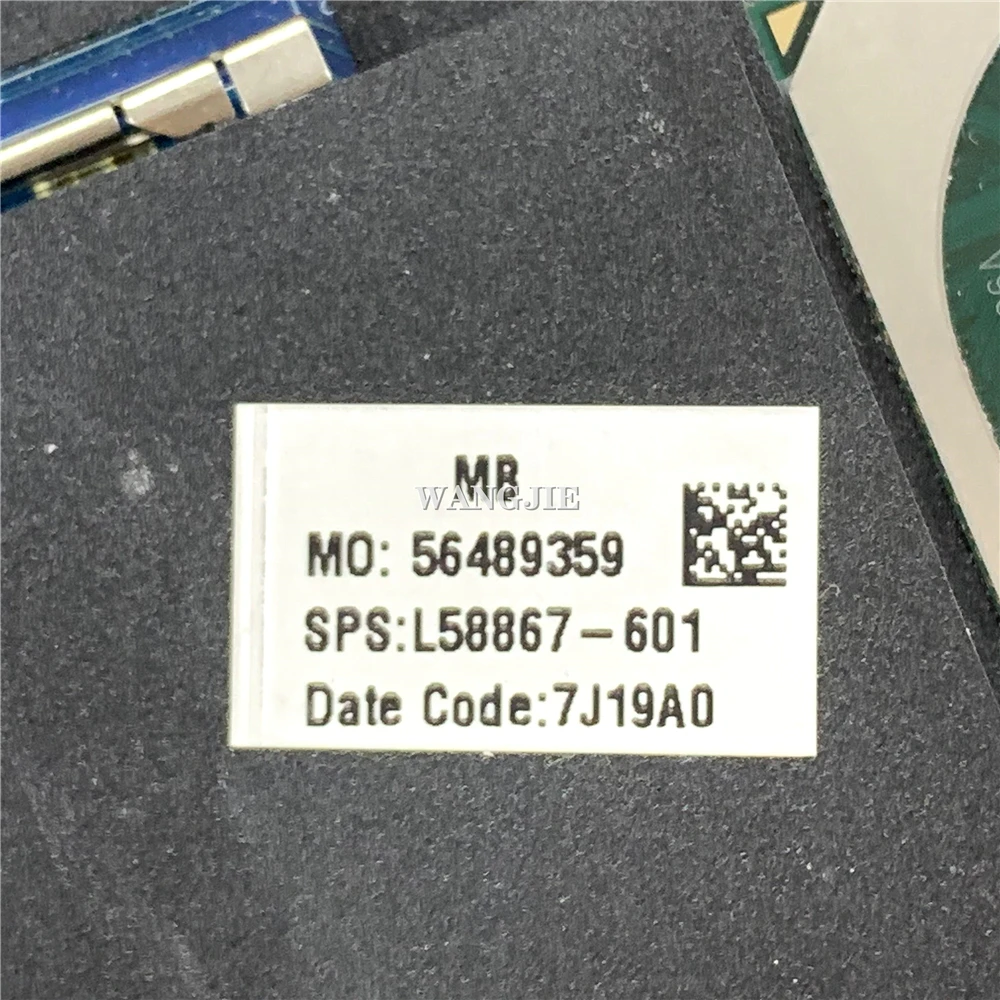 MB
WANGJIE
MO: 56489359
SPS:L58867-601
Date Code:7J19A0